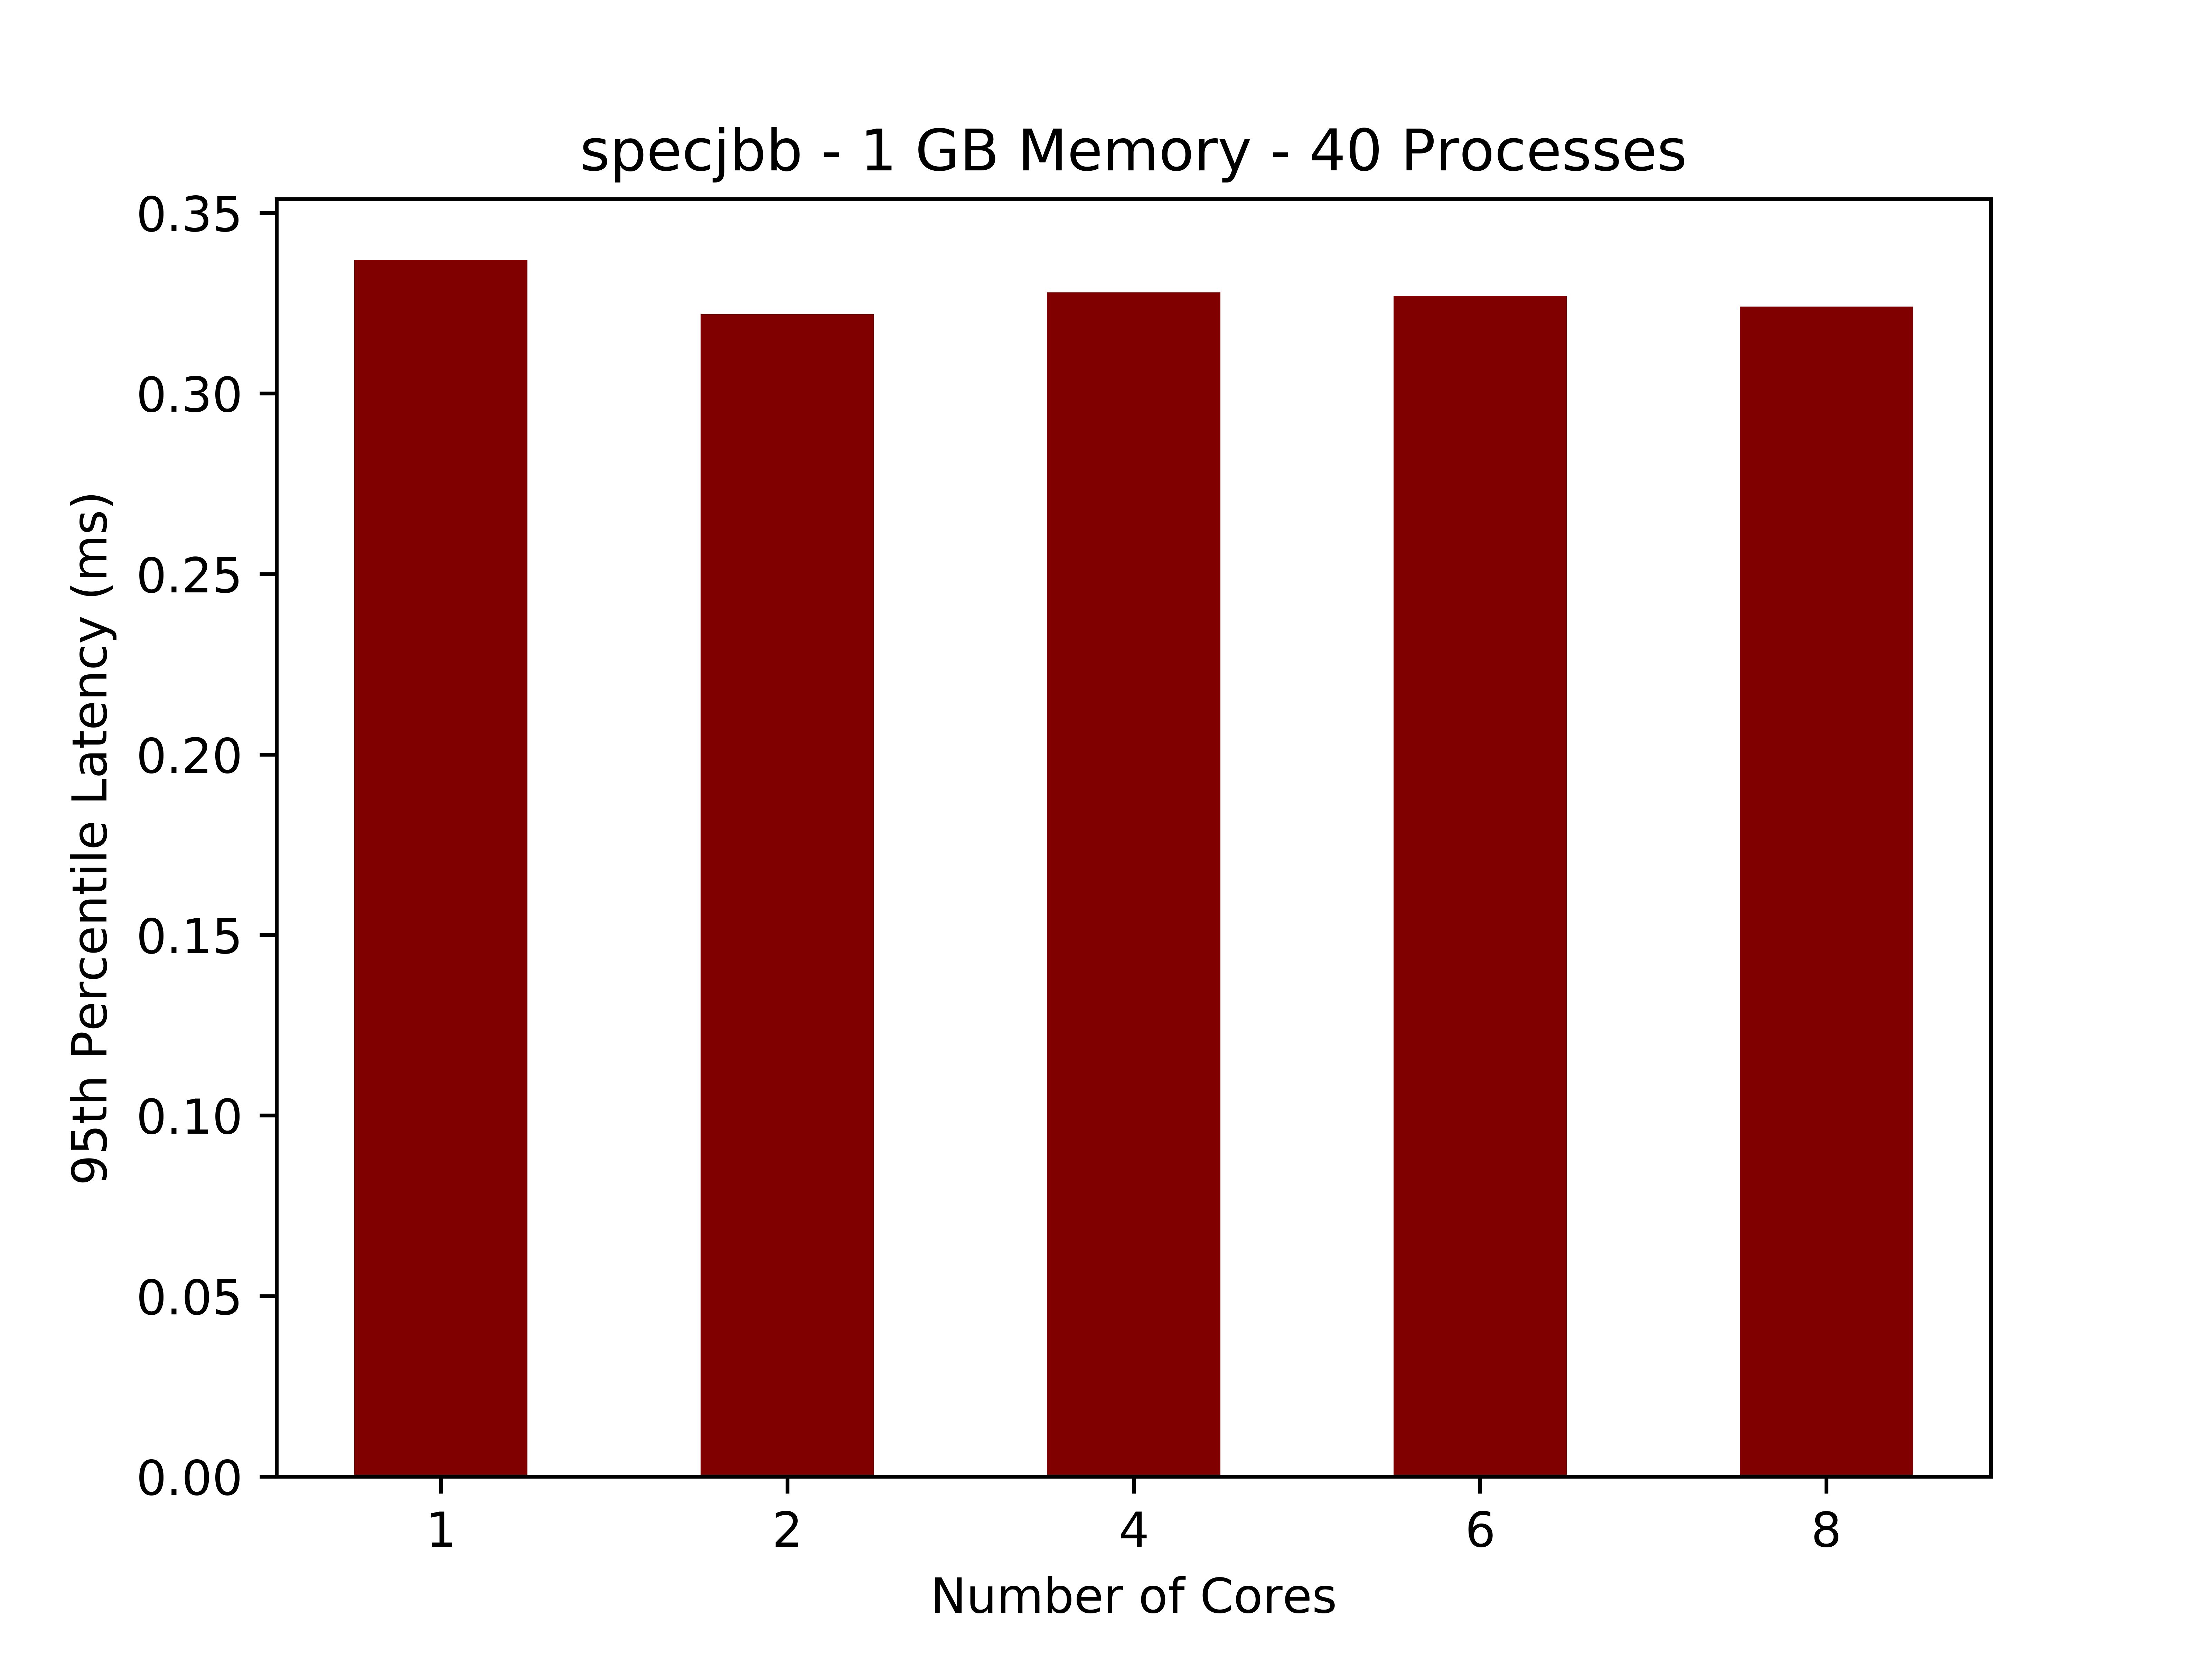 specjbb - 1 GB Memory - 40 Processes
95th Percentile Latency (ms)
0.35
0.30
0.25
0.20
0.15
0.10
0.05
0.00
1 2 4 6 8
Number of Cores